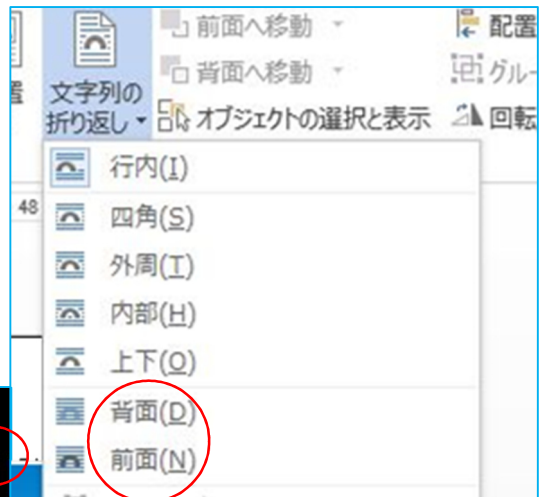 前面へ移動
配置
背面へ移動
グルー
文字列の
折り返し
オブジェクトの選択と表示
回転
行内(I)
48
四角(S)
外周(T)
内部(H)
上下(O)
背面(D)
前面(N)